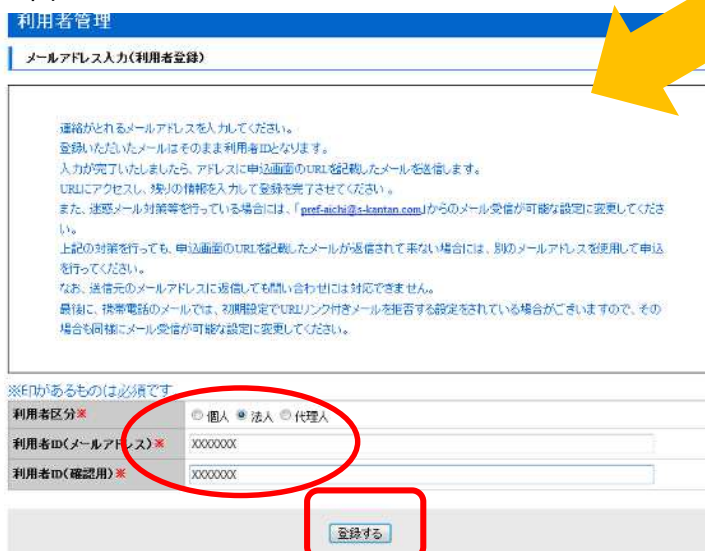 利用者管理
メールアドレス入力(利用者登録)
連絡がとれるメールアドレスを入力してください。
登録いただいたメールはそのまま利用者IDとなります。
入力が完了いたしましたら、アドレスに申込画面のURLを記載したメールを送信します。
URLにアクセスし、残りの情報を入力して登録を完了させてください。
また、迷惑メール対策等を行っている場合には、「pref-aichi@s-kantan.com」からのメール受信が可能な設定に変更してくださ
い。
上記の対策を行っても、申込画面のURLを記載したメールが返信されて来ない場合には、別のメールアドレスを使用して申込
を行ってください。
なお、送信元のメールアドレスに返信しても問い合わせには対応できません。
最後に、携帯電話のメールでは、初期設定でURLリンク付きメールを拒否する設定をされている場合がございますので、その
場合も同様にメール受信が可能な設定に変更してください。
※印があるものは必須です
利用者区分※ 個人 法人 代理人
利用者ID(メールアドレス)※ XXXXXXX
利用者ID(確認用)※ XXXXXXX
登録する